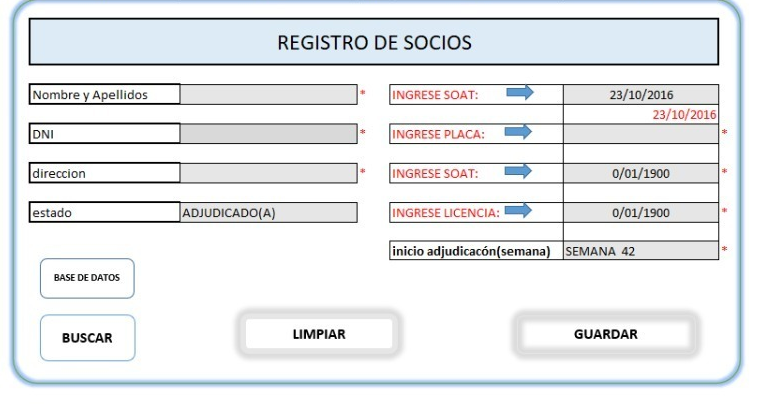 REGISTRO DE SOCIOS
Nombre y Apellidos * INGRESE SOAT: 23/10/2016
23/10/2016
DNI * INGRESE PLACA: *
direccion * INGRESE SOAT: 0/01/1900 *
estado ADJUDICADO(A) INGRESE LICENCIA: 0/01/1900 *
inicio adjudicacón(semana) SEMANA 42 *
BASE DE DATOS
BUSCAR LIMPIAR GUARDAR